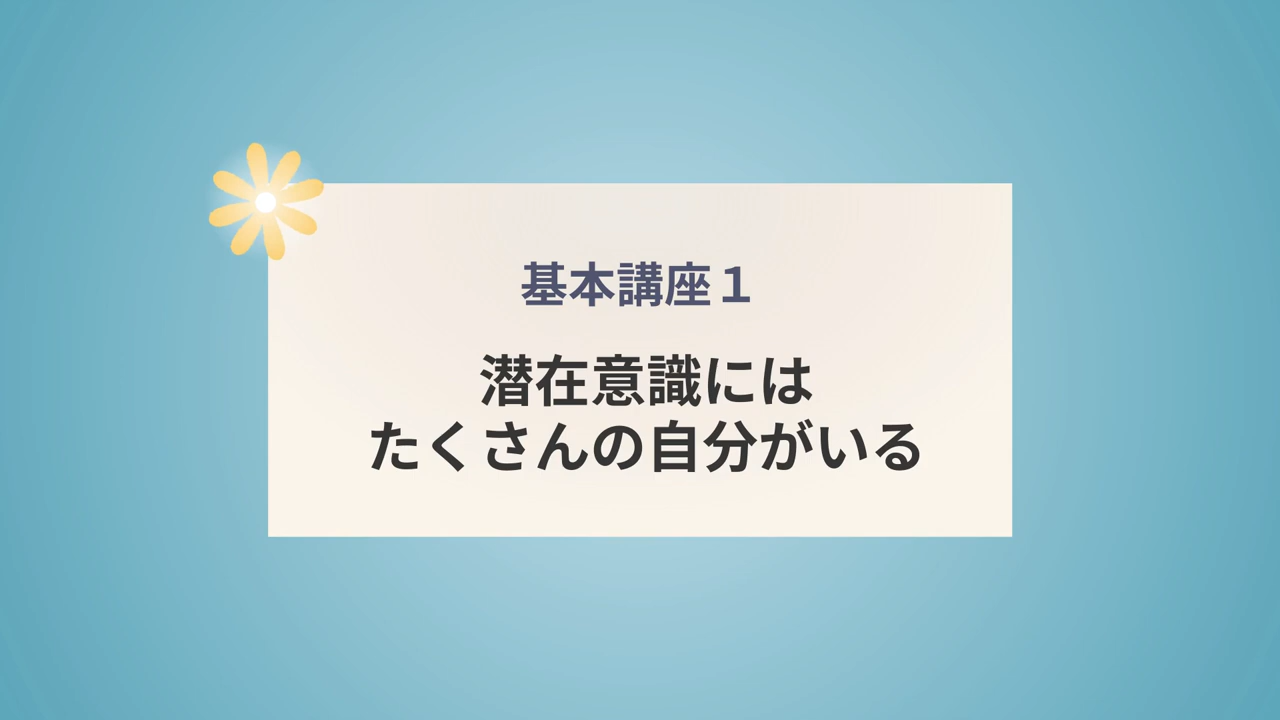 基本講座１
潜在意識には
たくさんの自分がいる